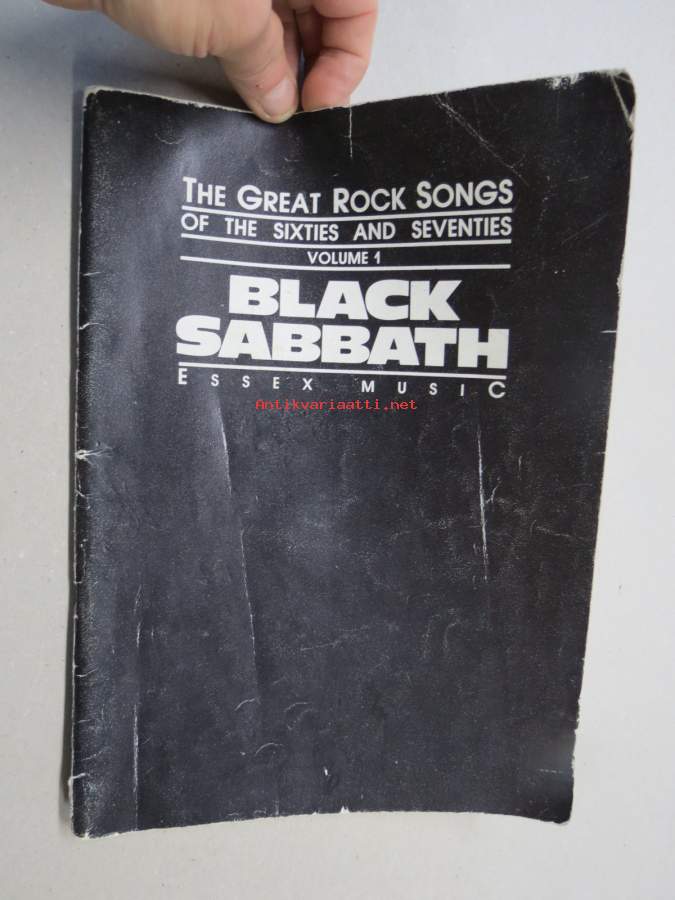 THE GREAT ROCK SONGS
OF THE SIXTIES AND SEVENTIES
VOLUME 1
BLACK
SABBATH
ESSEX MUSIC
Antikvariaatti.net